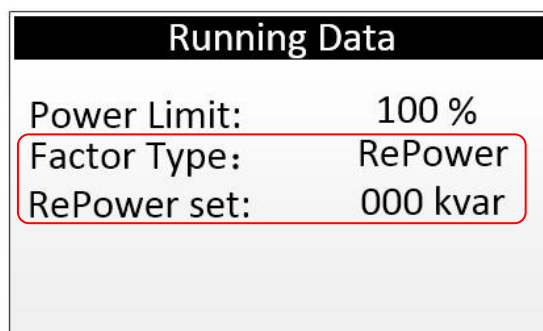 Running Data
Power Limit: 100 %
Factor Type： RePower
RePower set: 000 kvar